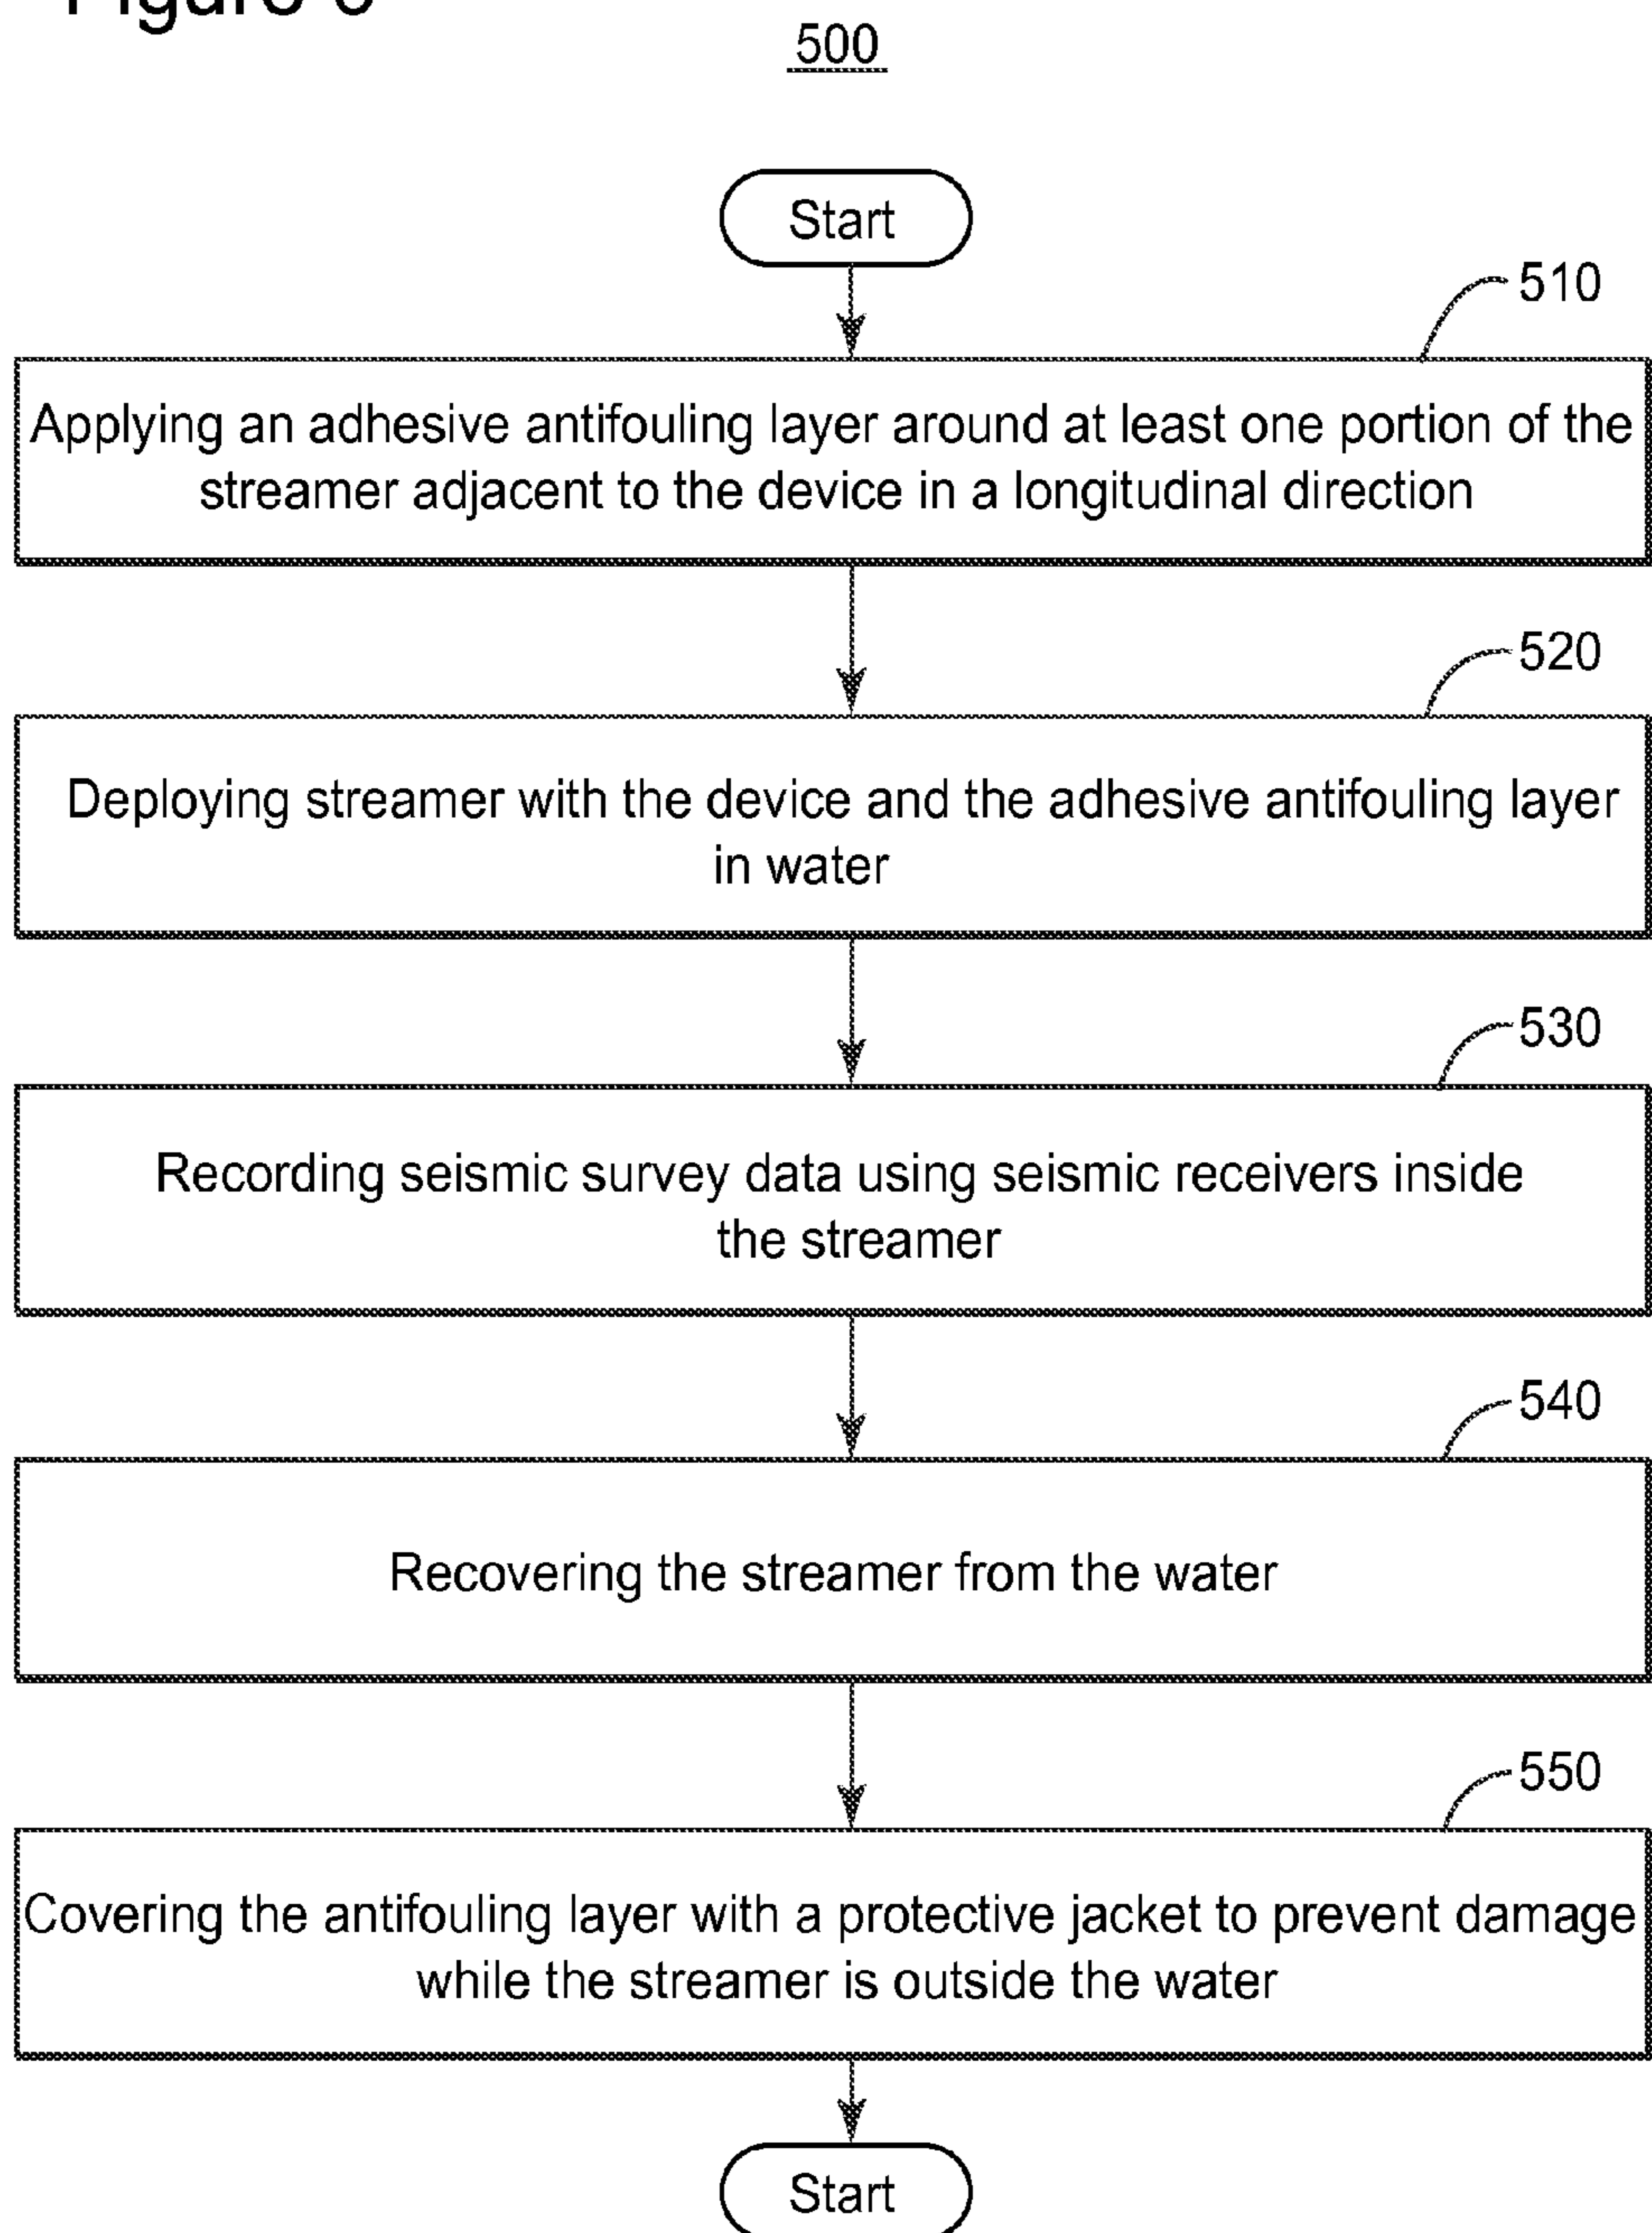 500
Start
510
Applying an adhesive antifouling layer around at least one portion of the
streamer adjacent to the device in a longitudinal direction
520
Deploying streamer with the device and the adhesive antifouling layer
in water
530
Recording seismic survey data using seismic receivers inside
the streamer
540
Recovering the streamer from the water
550
Covering the antifouling layer with a protective jacket to prevent damage
while the streamer is outside the water
Start